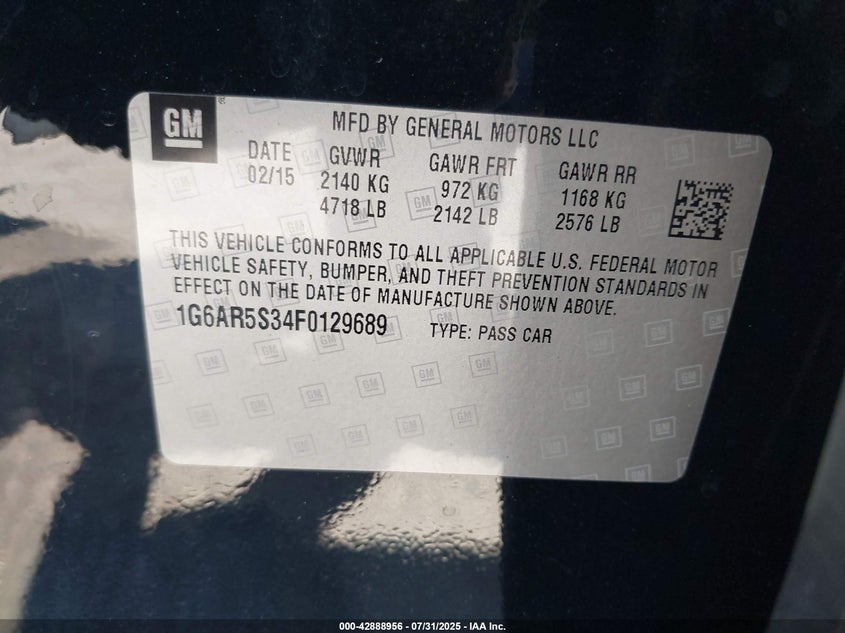 GM ®
MFD BY GENERAL MOTORS LLC
DATE GVWR GAWR FRT GAWR RR
02/15 2140 KG 972 KG 1168 KG
4718 LB 2142 LB 2576 LB
THIS VEHICLE CONFORMS TO ALL APPLICABLE U.S. FEDERAL MOTOR
VEHICLE SAFETY, BUMPER, AND THEFT PREVENTION STANDARDS IN
EFFECT ON THE DATE OF MANUFACTURE SHOWN ABOVE.
1G6AR5S34F0129689 TYPE: PASS CAR
000-42888956 - 07/31/2025 - IAA Inc.